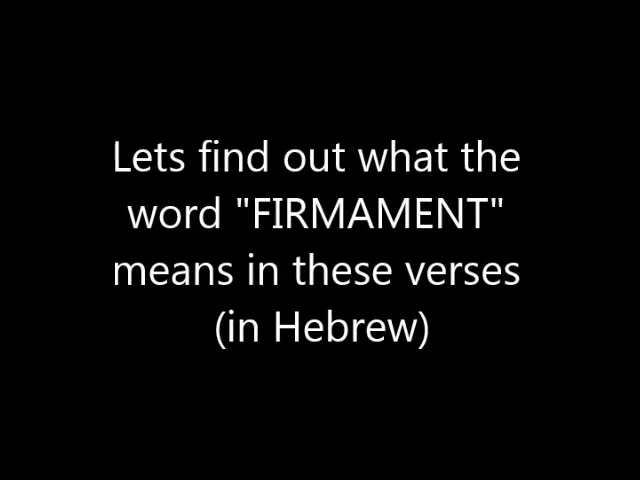 Lets find out what the
word "FIRMAMENT"
means in these verses
(in Hebrew)